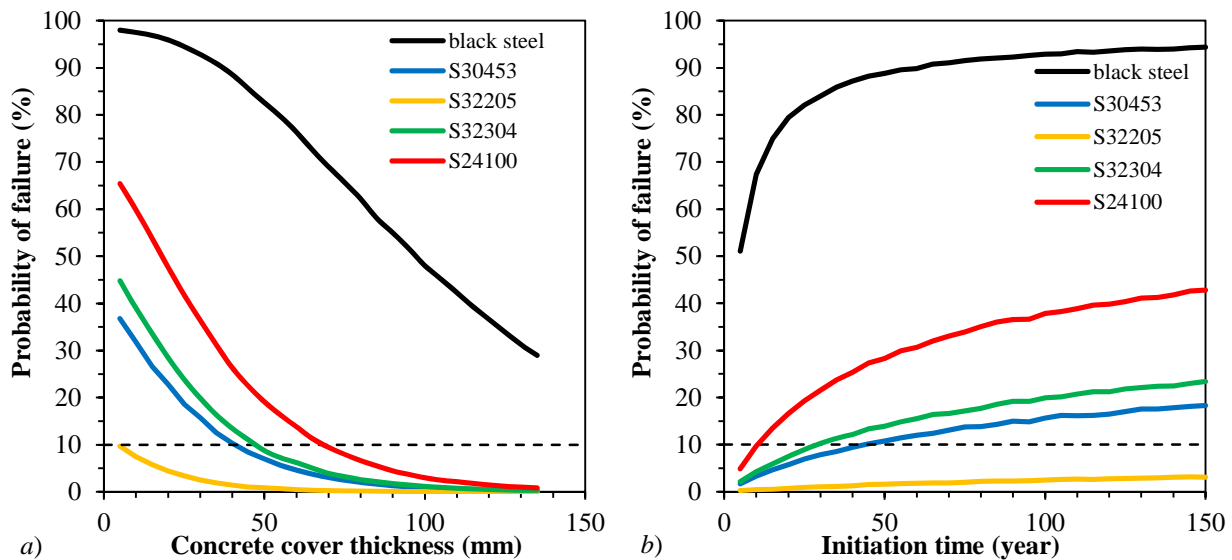 Probability of failure (%)
100
90
80
70
60
50
40
30
20
10
0
black steel
S30453
S32205
S32304
S24100
0
50
100
150
a)
Concrete cover thickness (mm)
Probability of failure (%)
100
90
80
70
60
50
40
30
20
10
0
black steel
S30453
S32205
S32304
S24100
0
50
100
150
b)
Initiation time (year)